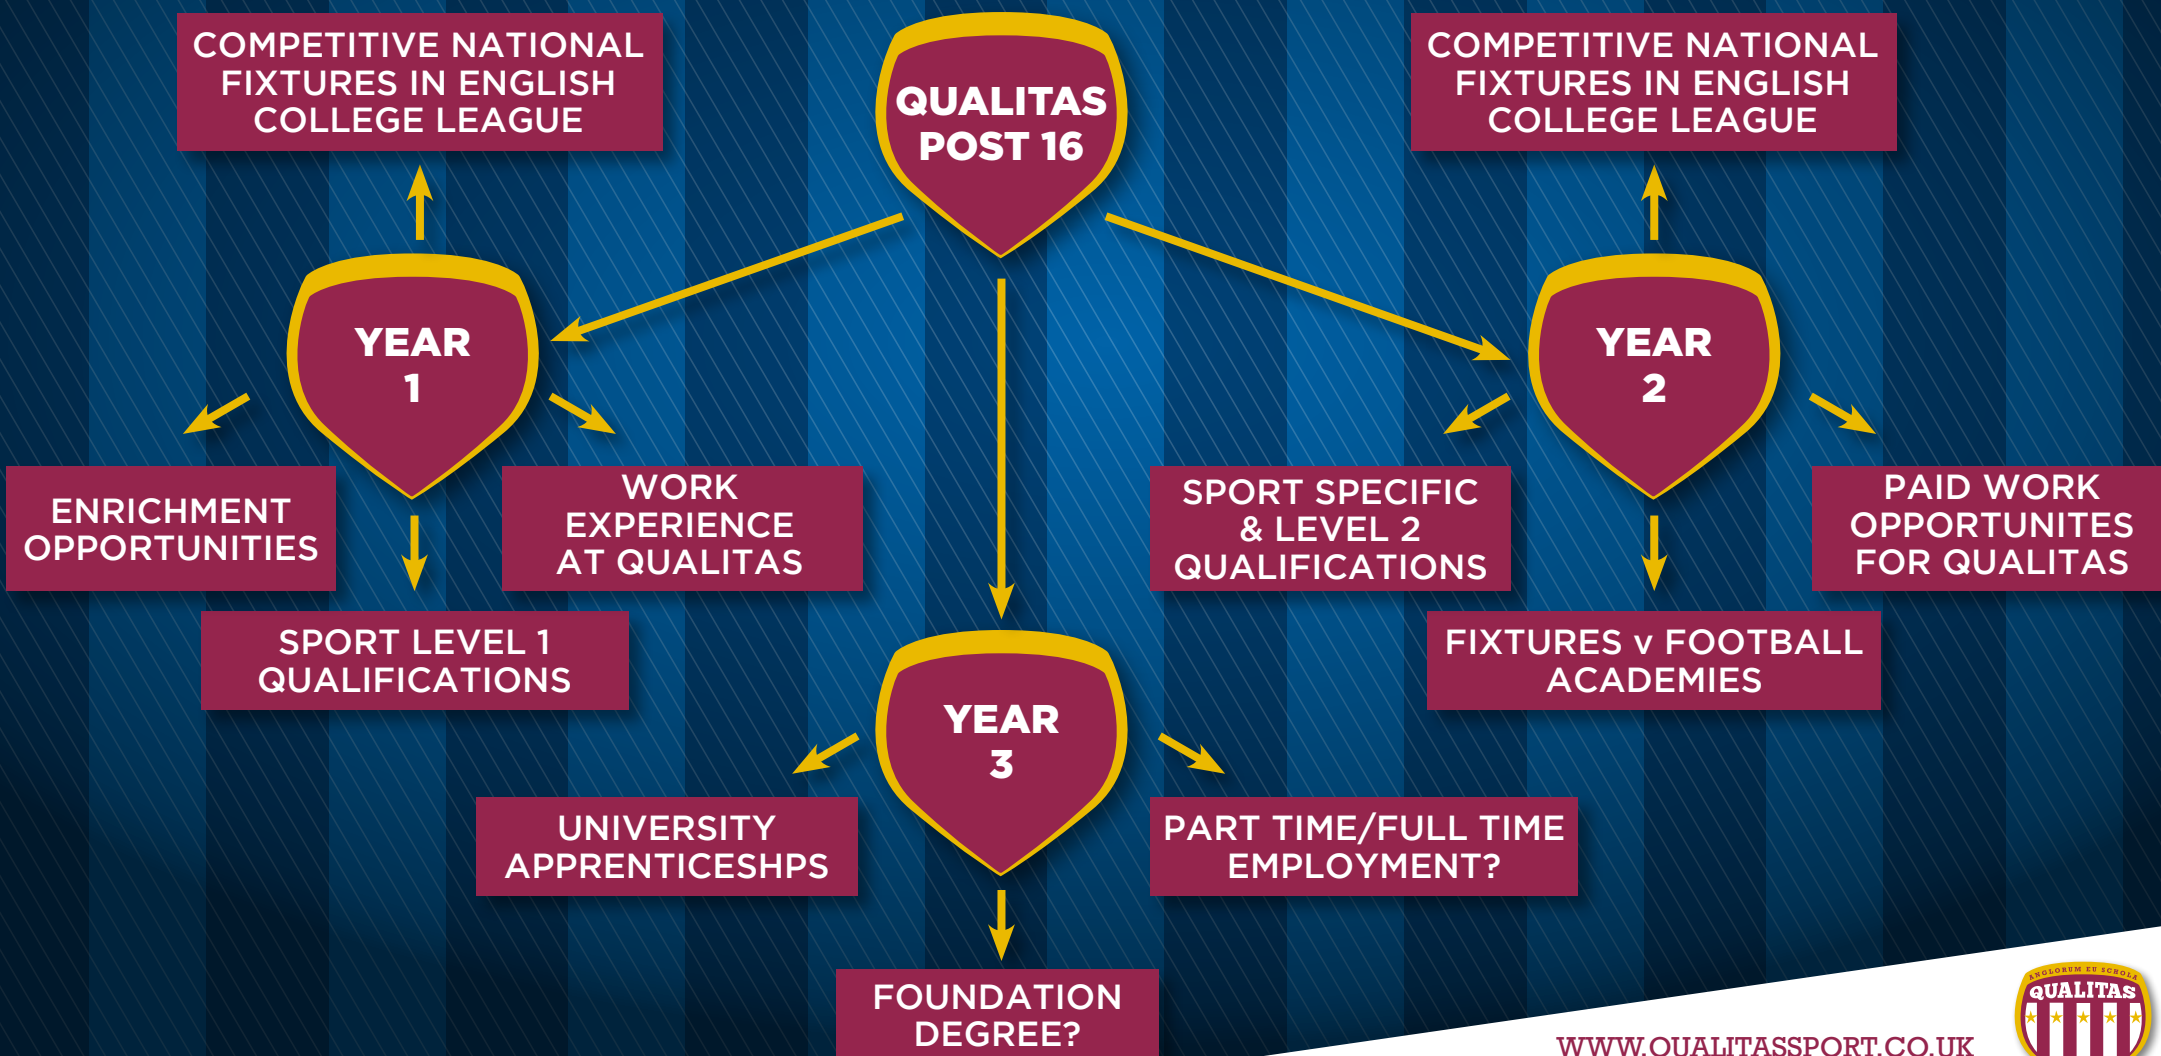 COMPETITIVE NATIONAL
FIXTURES IN ENGLISH
COLLEGE LEAGUE
QUALITAS
POST 16
COMPETITIVE NATIONAL
FIXTURES IN ENGLISH
COLLEGE LEAGUE
YEAR
1
YEAR
2
ENRICHMENT
OPPORTUNITIES
WORK
EXPERIENCE
AT QUALITAS
SPORT LEVEL 1
QUALIFICATIONS
SPORT SPECIFIC
& LEVEL 2
QUALIFICATIONS
PAID WORK
OPPORTUNITES
FOR QUALITAS
FIXTURES v FOOTBALL
ACADEMIES
YEAR
3
UNIVERSITY
APPRENTICESHPS
PART TIME/FULL TIME
EMPLOYMENT?
FOUNDATION
DEGREE?
ANGLORUM EU SCHOLA
QUALITAS
WWW.QUALITASSPORT.CO.UK